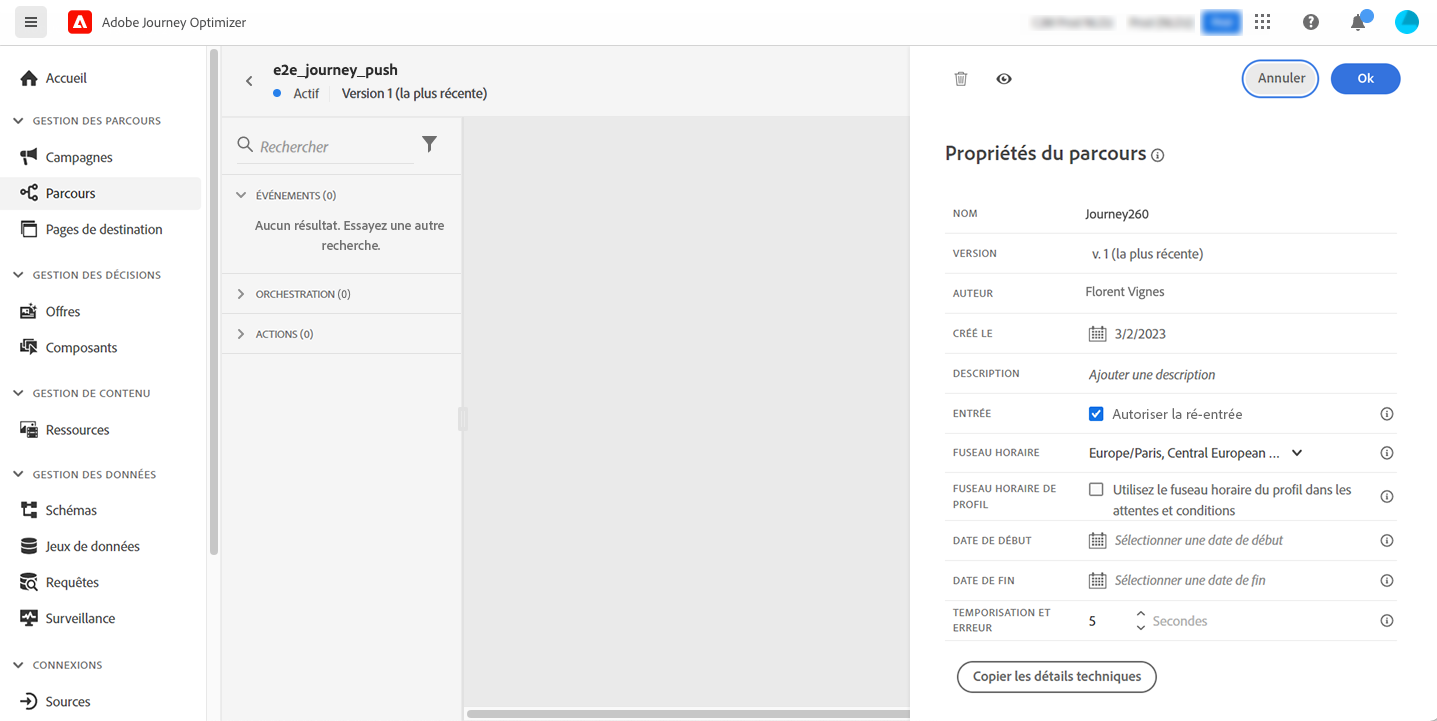 Adobe Journey Optimizer
Accueil
GESTION DES PARCOURS
Campagnes
Parcours
Pages de destination
GESTION DES DÉCISIONS
Offres
Composants
GESTION DE CONTENU
Ressources
GESTION DES DONNÉES
Schémas
Jeux de données
Requêtes
Surveillance
CONNEXIONS
Sources
e2e_journey_push
Actif Version 1 (la plus récente)
Rechercher
ÉVÉNEMENTS (0)
Aucun résultat. Essayez une autre
recherche.
ORCHESTRATION (0)
ACTIONS (0)
Annuler Ok
Propriétés du parcours
NOM Journey260
VERSION v. 1 (la plus récente)
AUTEUR Florent Vignes
CRÉÉ LE 3/2/2023
DESCRIPTION Ajouter une description
ENTRÉE Autoriser la ré-entrée
FUSEAU HORAIRE Europe/Paris, Central European ...
FUSEAU HORAIRE DE
PROFIL
Utilisez le fuseau horaire du profil dans les
attentes et conditions
DATE DE DÉBUT Sélectionner une date de début
DATE DE FIN Sélectionner une date de fin
TEMPORISATION ET
ERREUR
5 Secondes
Copier les détails techniques